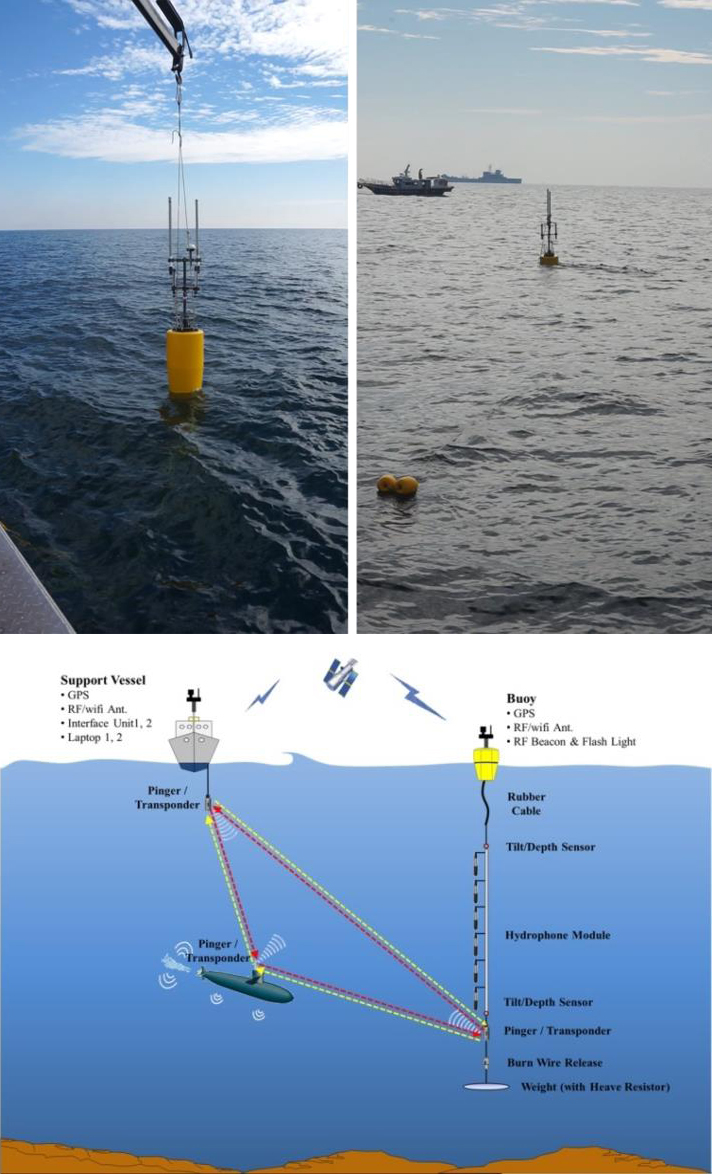 Support Vessel
• GPS
• RF/wifi Ant.
• Interface Unit1, 2
• Laptop 1, 2
Buoy
• GPS
• RF/wifi Ant.
• RF Beacon & Flash Light
Pinger /
Transponder
Rubber
Cable
Tilt/Depth Sensor
Hydrophone Module
Pinger /
Transponder
Tilt/Depth Sensor
Pinger / Transponder
Burn Wire Release
Weight (with Heave Resistor)